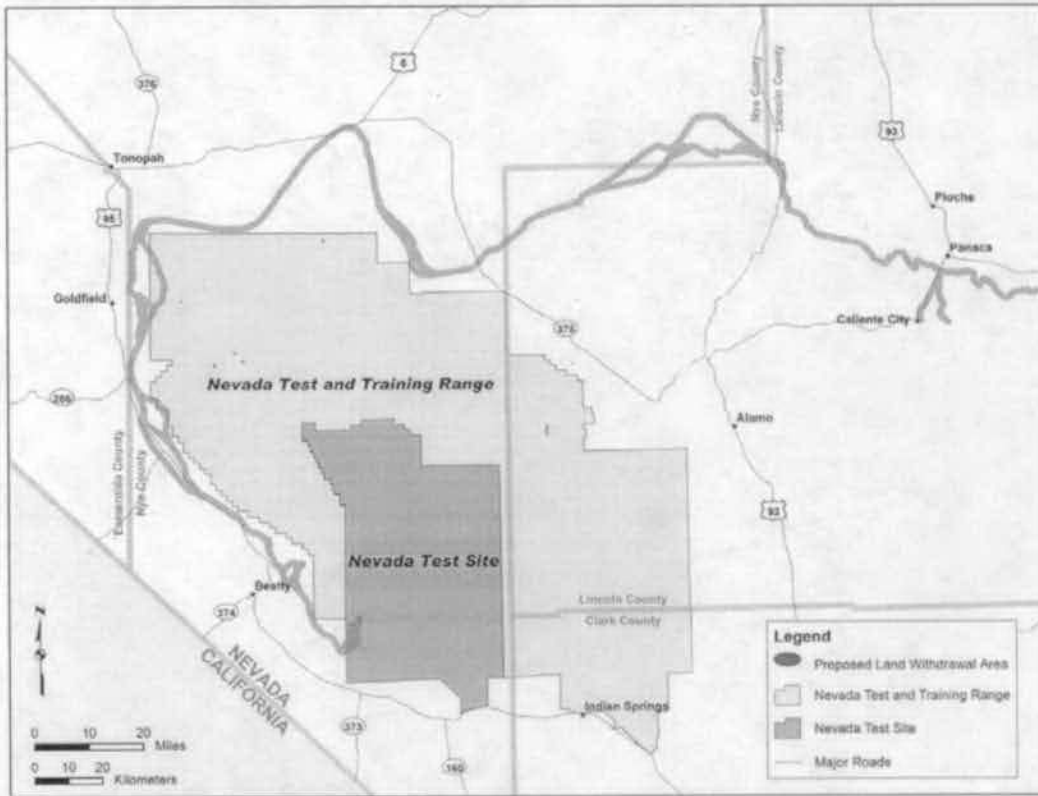 6
376
Nye County
Lincoln County
93
Tonopah
Pioche
95
Panaca
Goldfield
Caliente City
375
Nevada Test and Training Range
266
Alamo
Esmeralda County
Nye County
93
Nevada Test Site
Beatty
Lincoln County
Clark County
374
N
NEVADA
CALIFORNIA
Legend
Proposed Land Withdrawal Area
Nevada Test and Training Range
Nevada Test Site
Major Roads
Indian Springs
373
160
0 10 20
Miles
0 10 20
Kilometers